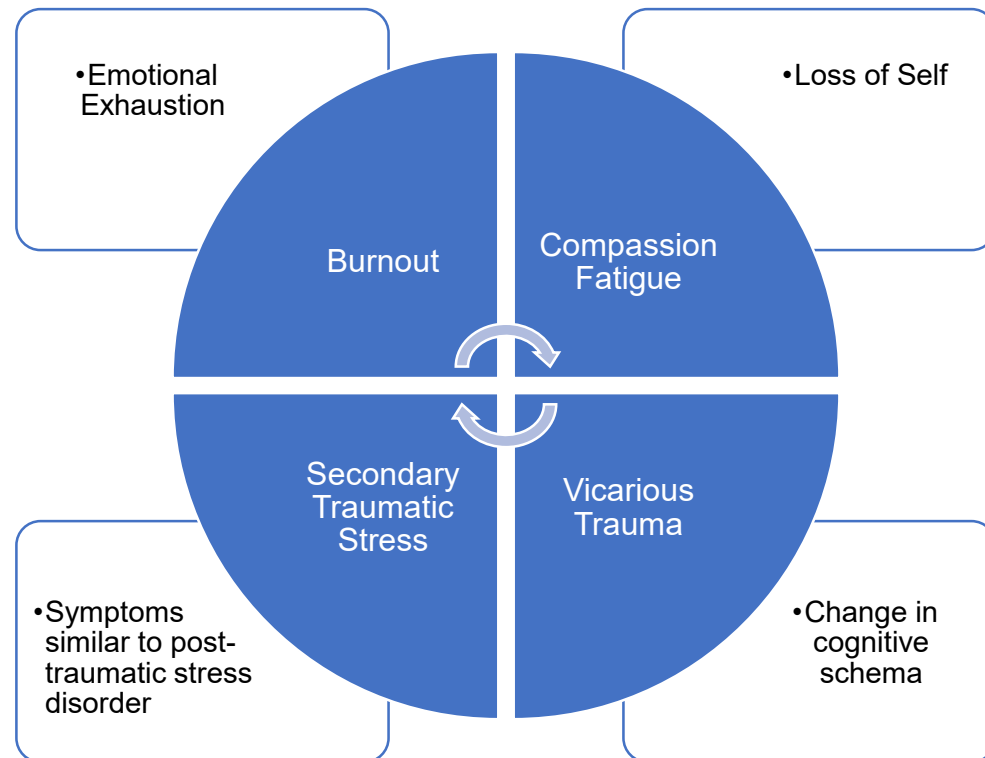 •Emotional
Exhaustion
•Loss of Self
Burnout
Compassion
Fatigue
Secondary
Traumatic
Stress
Vicarious
Trauma
•Symptoms
similar to post-
traumatic stress
disorder
•Change in
cognitive
schema